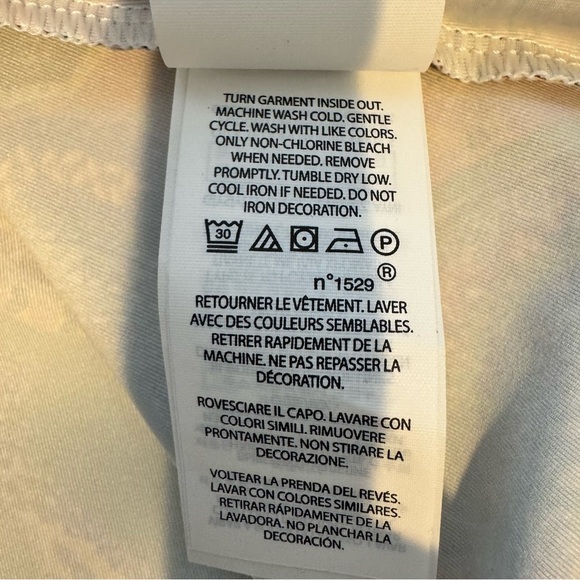 TURN GARMENT INSIDE OUT.
MACHINE WASH COLD. GENTLE
CYCLE. WASH WITH LIKE COLORS.
ONLY NON-CHLORINE BLEACH
WHEN NEEDED. REMOVE
PROMPTLY. TUMBLE DRY LOW.
COOL IRON IF NEEDED. DO NOT
IRON DECORATION.
30 P
n°1529 ®
RETOURNER LE VÊTEMENT. LAVER
AVEC DES COULEURS SEMBLABLES.
RETIRER RAPIDEMENT DE LA
MACHINE. NE PAS REPASSER LA
DÉCORATION.
ROVESCIARE IL CAPO. LAVARE CON
COLORI SIMILI. RIMUOVERE
PRONTAMENTE. NON STIRARE LA
DECORAZIONE.
VOLTEAR LA PRENDA DEL REVÉS.
LAVAR CON COLORES SIMILARES.
RETIRAR RÁPIDAMENTE DE LA
LAVADORA. NO PLANCHAR LA
DECORACIÓN.